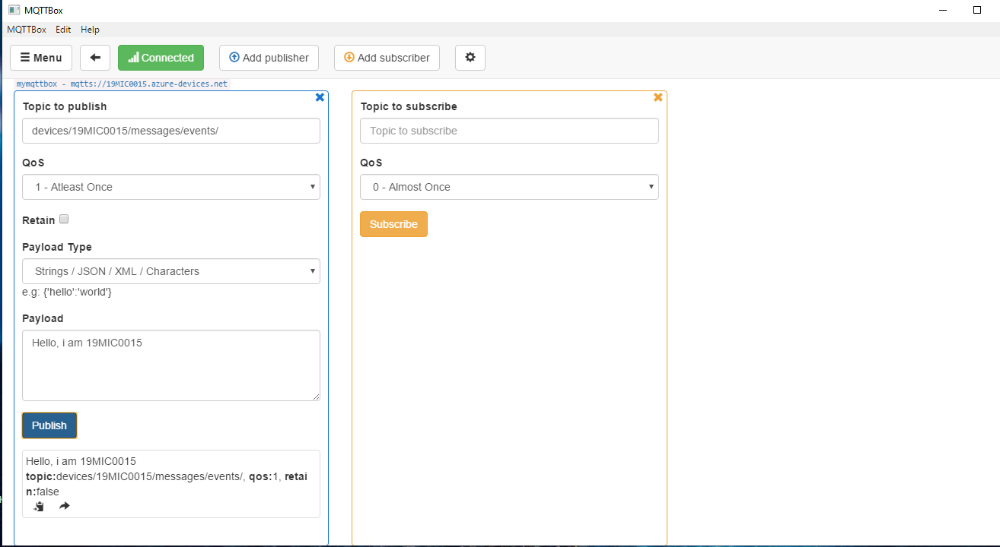 MQTTBox
MQTTBox Edit Help
Menu Connected Add publisher Add subscriber
mymqttbox - mqtts://19MIC0015.azure-devices.net
Topic to publish
devices/19MIC0015/messages/events/
QoS
1 - Atleast Once
Retain
Payload Type
Strings / JSON / XML / Characters
e.g: {'hello':'world'}
Payload
Hello, i am 19MIC0015
Publish
Hello, i am 19MIC0015
topic:devices/19MIC0015/messages/events/, qos:1, retai
n:false
Topic to subscribe
Topic to subscribe
QoS
0 - Almost Once
Subscribe